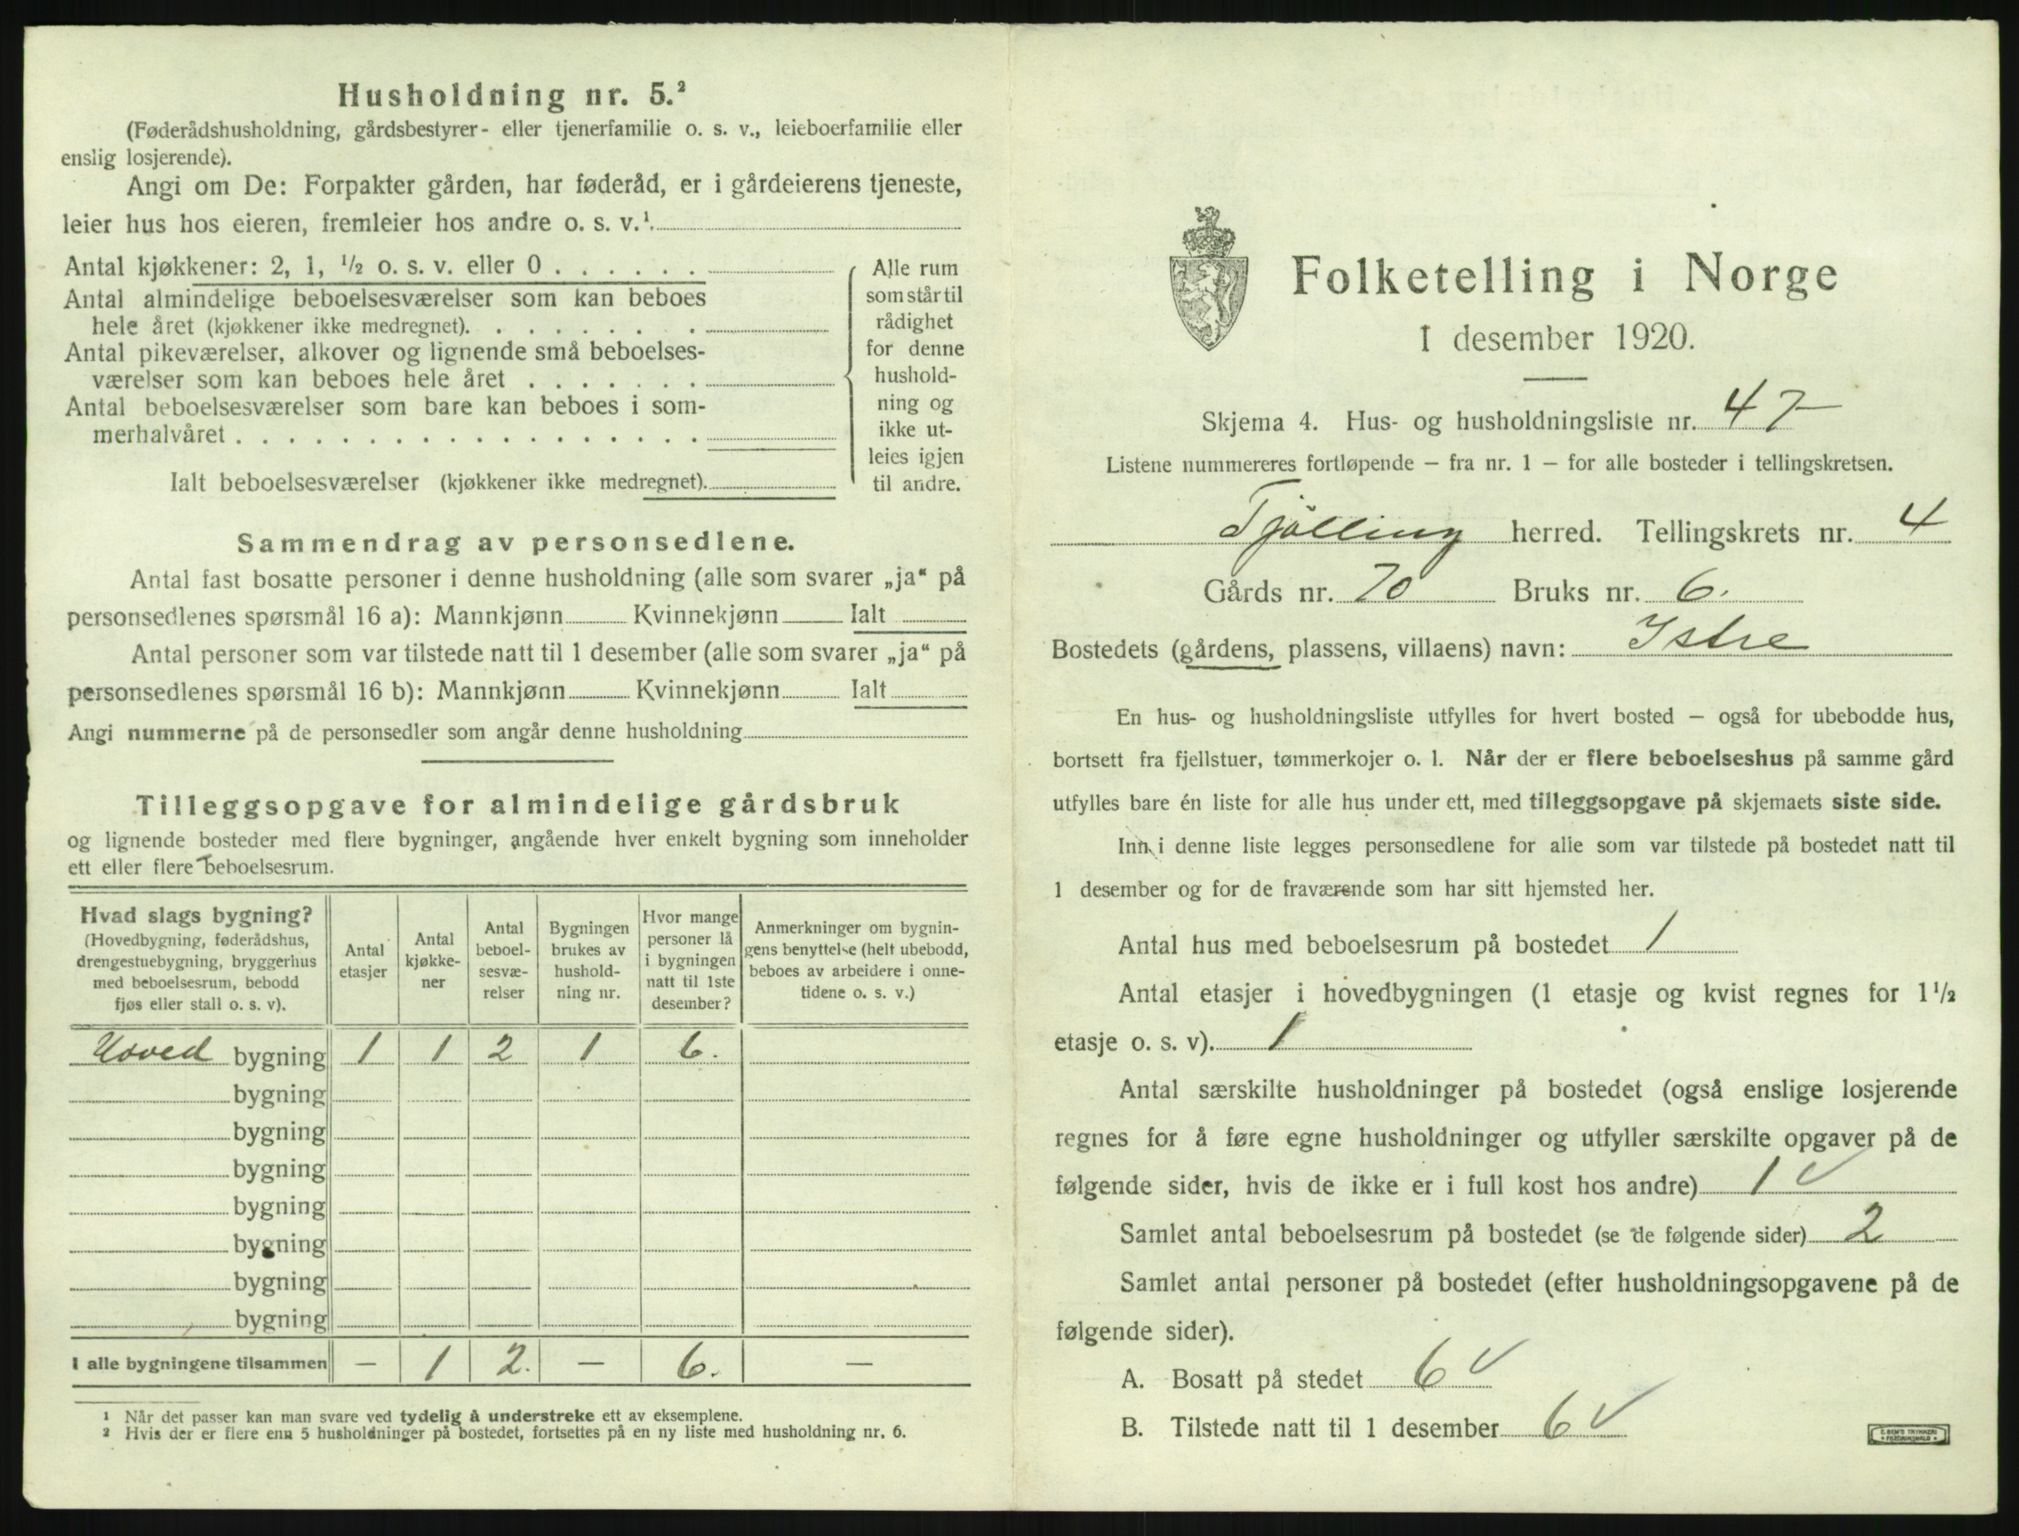 Husholdning nr. 5.²
(Føderådshusholdning, gårdsbestyrer- eller tjenerfamilie o. s. v., leieboerfamilie eller
enslig losjerende).
Angi om De: Forpakter gården, har føderåd, er i gårdeierens tjeneste,
leier hus hos eieren, fremleier hos andre o. s. v.¹
Antal kjøkkener: 2, 1, ½ o. s. v. eller 0 . . . . . .
Antal almindelige beboelsesværelser som kan beboes
hele året (kjøkkener ikke medregnet). . . . . . . . .
Antal pikeværelser, alkover og lignende små beboelses-
værelser som kan beboes hele året . . . . . . .
Antal beboelsesværelser som bare kan beboes i som-
merhalvåret . . . . . . . . . . . . . . . . . .
Ialt beboelsesværelser (kjøkkener ikke medregnet)
Alle rum
som står til
rådighet
for denne
hushold-
ning og
ikke ut-
leies igjen
til andre.
Sammendrag av personsedlene.
Antal fast bosatte personer i denne husholdning (alle som svarer „ja“ på
personsedlenes spørsmål 16 a): Mannkjønn Kvinnekjønn Ialt
Antal personer som var tilstede natt til 1 desember (alle som svarer „ja“ på
personsedlenes spørsmål 16 b): Mannkjønn Kvinnekjønn Ialt
Angi nummerne på de personsedler som angår denne husholdning
Tilleggsopgave for almindelige gårdsbruk
og lignende bosteder med flere bygninger, angående hver enkelt bygning som inneholder
ett eller flere beboelsesrum.
Hvad slags bygning?
(Hovedbygning, føderådshus,
drengestuebygning, bryggerhus
med beboelsesrum, bebodd
fjøs eller stall o. s. v).
Antal
etasjer
Antal
kjøkke-
ner
Antal
beboel-
sesvæ-
relser
Bygningen
brukes av
hushold-
ning nr.
Hvor mange
personer lå
i bygningen
natt til 1ste
desember?
Anmerkninger om bygnin-
gens benyttelse (helt ubebodd,
beboes av arbeidere i onne-
tidene o. s. v.)
Hoved bygning 1 1 2 1 6.
bygning
bygning
bygning
bygning
bygning
bygning
bygning
I alle bygningene tilsammen — 1 2. — 6. —
¹ Når det passer kan man svare ved tydelig å understreke ett av eksemplene.
² Hvis der er flere enn 5 husholdninger på bostedet, fortsettes på en ny liste med husholdning nr. 6.
Folketelling i Norge
1 desember 1920.
Skjema 4. Hus- og husholdningsliste nr. 47
Listene nummereres fortløpende — fra nr. 1 — for alle bosteder i tellingskretsen.
Tjölling herred. Tellingskrets nr. 4
Gårds nr. 70 Bruks nr. 6.
Bostedets (gårdens, plassens, villaens) navn: Istre
En hus- og husholdningsliste utfylles for hvert bosted — også for ubebodde hus,
bortsett fra fjellstuer, tømmerkojer o. l. Når der er flere beboelseshus på samme gård
utfylles bare én liste for alle hus under ett, med tilleggsopgave på skjemaets siste side.
Inn i denne liste legges personsedlene for alle som var tilstede på bostedet natt til
1 desember og for de fraværende som har sitt hjemsted her.
Antal hus med beboelsesrum på bostedet 1
Antal etasjer i hovedbygningen (1 etasje og kvist regnes for 1½
etasje o. s. v). 1
Antal særskilte husholdninger på bostedet (også enslige losjerende
regnes for å føre egne husholdninger og utfyller særskilte opgaver på de
følgende sider, hvis de ikke er i full kost hos andre) 1 ✓
Samlet antal beboelsesrum på bostedet (se de følgende sider) 2
Samlet antal personer på bostedet (efter husholdningsopgavene på de
følgende sider).
A. Bosatt på stedet 6 ✓
B. Tilstede natt til 1 desember 6 ✓